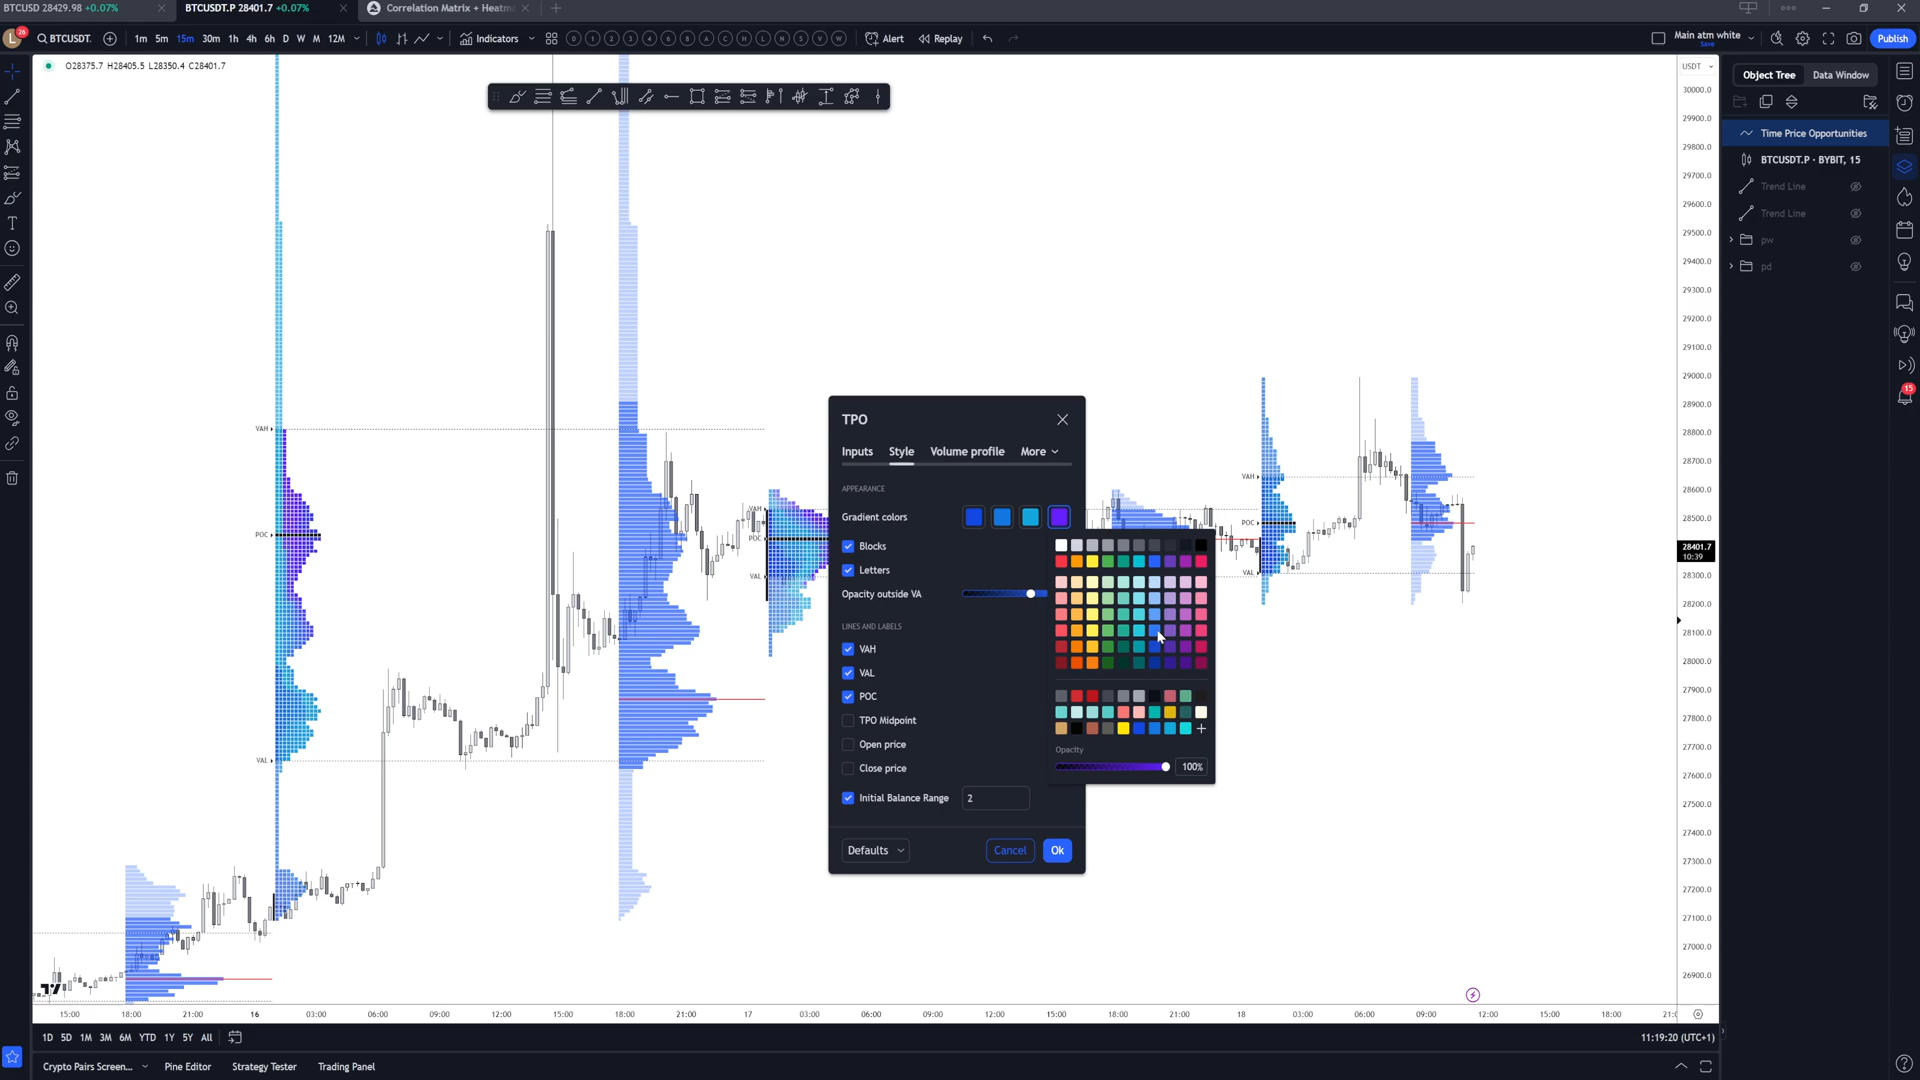 BTCUSD 28429.98 +0.07%
BTCUSDT.P 28401.7 +0.07%
Correlation Matrix + Heatm
L
26
BTCUSDT.
1m 5m 15m 30m 1h 4h 6h D W M 12M
Indicators
Alert
Replay
Main atm white
Save
Publish
O28375.7 H28405.5 L28350.4 C28401.7
USDT
Object Tree
Data Window
Time Price Opportunities
BTCUSDT.P · BYBIT, 15
Trend Line
Trend Line
pw
pd
15
30000.0
29900.0
29800.0
29700.0
29600.0
29500.0
29400.0
29300.0
29200.0
29100.0
29000.0
28900.0
28800.0
28700.0
28600.0
28500.0
28401.7
10:39
28300.0
28200.0
28100.0
28000.0
27900.0
27800.0
27700.0
27600.0
27500.0
27400.0
27300.0
27200.0
27100.0
27000.0
26900.0
VAH
POC
VAL
VAH
POC
VAL
VAH
POC
VAL
TPO
Inputs
Style
Volume profile
More
APPEARANCE
Gradient colors
Blocks
Letters
Opacity outside VA
LINES AND LABELS
VAH
VAL
POC
TPO Midpoint
Open price
Close price
Initial Balance Range
2
Defaults
Cancel
Ok
Opacity
100%
15:00 18:00 21:00 16 03:00 06:00 09:00 12:00 15:00 18:00 21:00 17 03:00 06:00 09:00 12:00 15:00 18:00 21:00 18 03:00 06:00 09:00 12:00 15:00 18:00 21:0
1D 5D 1M 3M 6M YTD 1Y 5Y All
11:19:20 (UTC+1)
Crypto Pairs Screen...
Pine Editor
Strategy Tester
Trading Panel